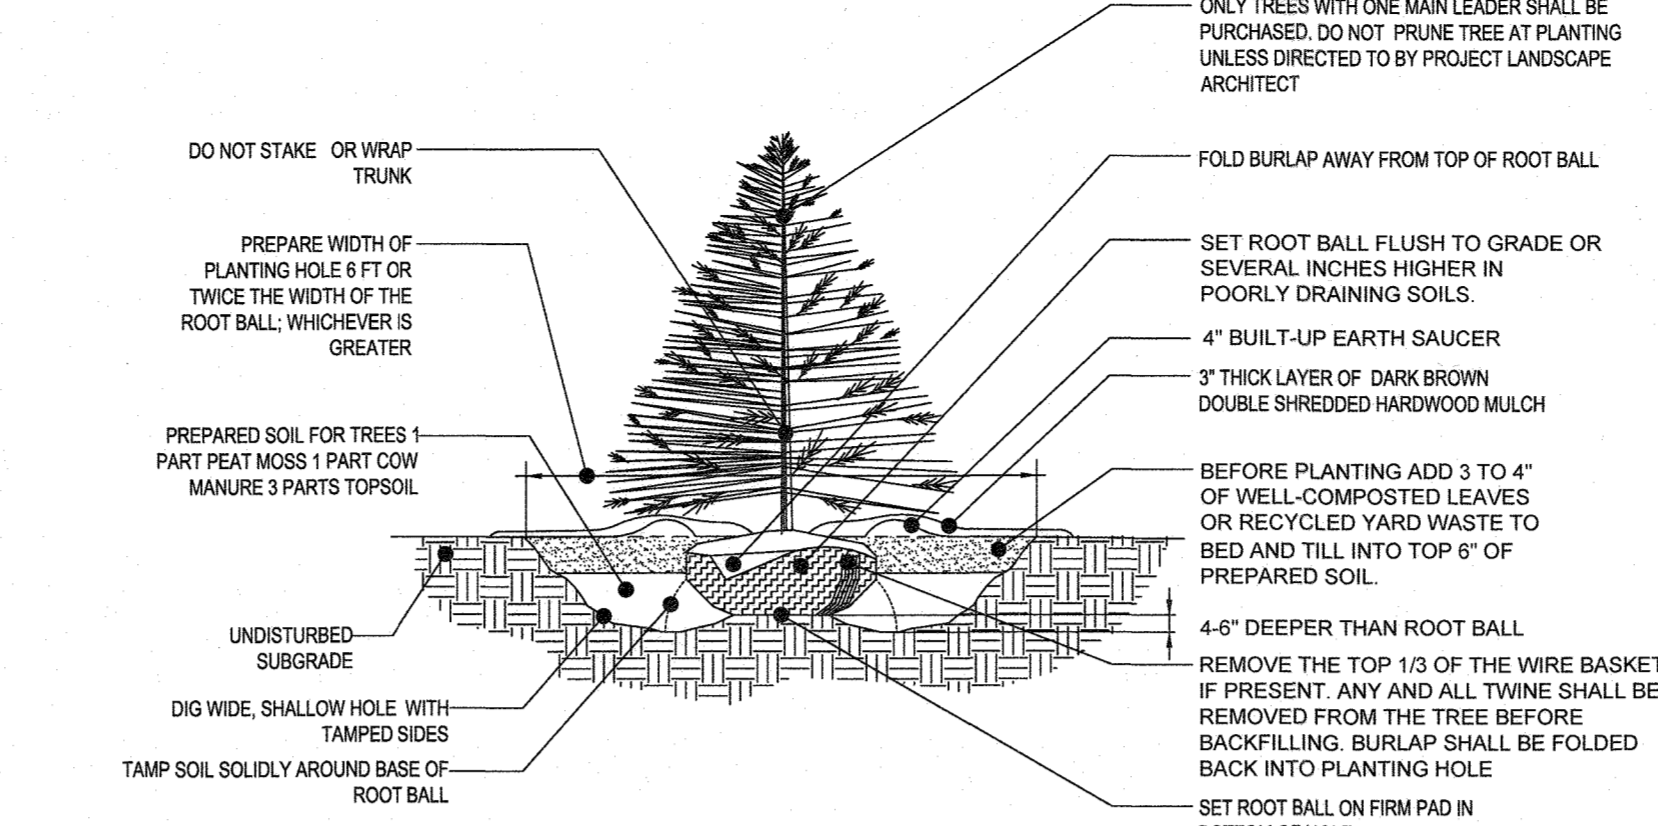 ONLY TREES WITH ONE MAIN LEADER SHALL BE
PURCHASED. DO NOT PRUNE TREE AT PLANTING
UNLESS DIRECTED TO BY PROJECT LANDSCAPE
ARCHITECT
DO NOT STAKE OR WRAP
TRUNK
PREPARE WIDTH OF
PLANTING HOLE 6 FT OR
TWICE THE WIDTH OF THE
ROOT BALL; WHICHEVER IS
GREATER
PREPARED SOIL FOR TREES 1
PART PEAT MOSS 1 PART COW
MANURE 3 PARTS TOPSOIL
UNDISTURBED
SUBGRADE
DIG WIDE, SHALLOW HOLE WITH
TAMPED SIDES
TAMP SOIL SOLIDLY AROUND BASE OF
ROOT BALL
FOLD BURLAP AWAY FROM TOP OF ROOT BALL
SET ROOT BALL FLUSH TO GRADE OR
SEVERAL INCHES HIGHER IN
POORLY DRAINING SOILS.
4" BUILT-UP EARTH SAUCER
3" THICK LAYER OF DARK BROWN
DOUBLE SHREDDED HARDWOOD MULCH
BEFORE PLANTING ADD 3 TO 4"
OF WELL-COMPOSTED LEAVES
OR RECYCLED YARD WASTE TO
BED AND TILL INTO TOP 6" OF
PREPARED SOIL.
4-6" DEEPER THAN ROOT BALL
REMOVE THE TOP 1/3 OF THE WIRE BASKET
IF PRESENT. ANY AND ALL TWINE SHALL BE
REMOVED FROM THE TREE BEFORE
BACKFILLING. BURLAP SHALL BE FOLDED
BACK INTO PLANTING HOLE
SET ROOT BALL ON FIRM PAD IN